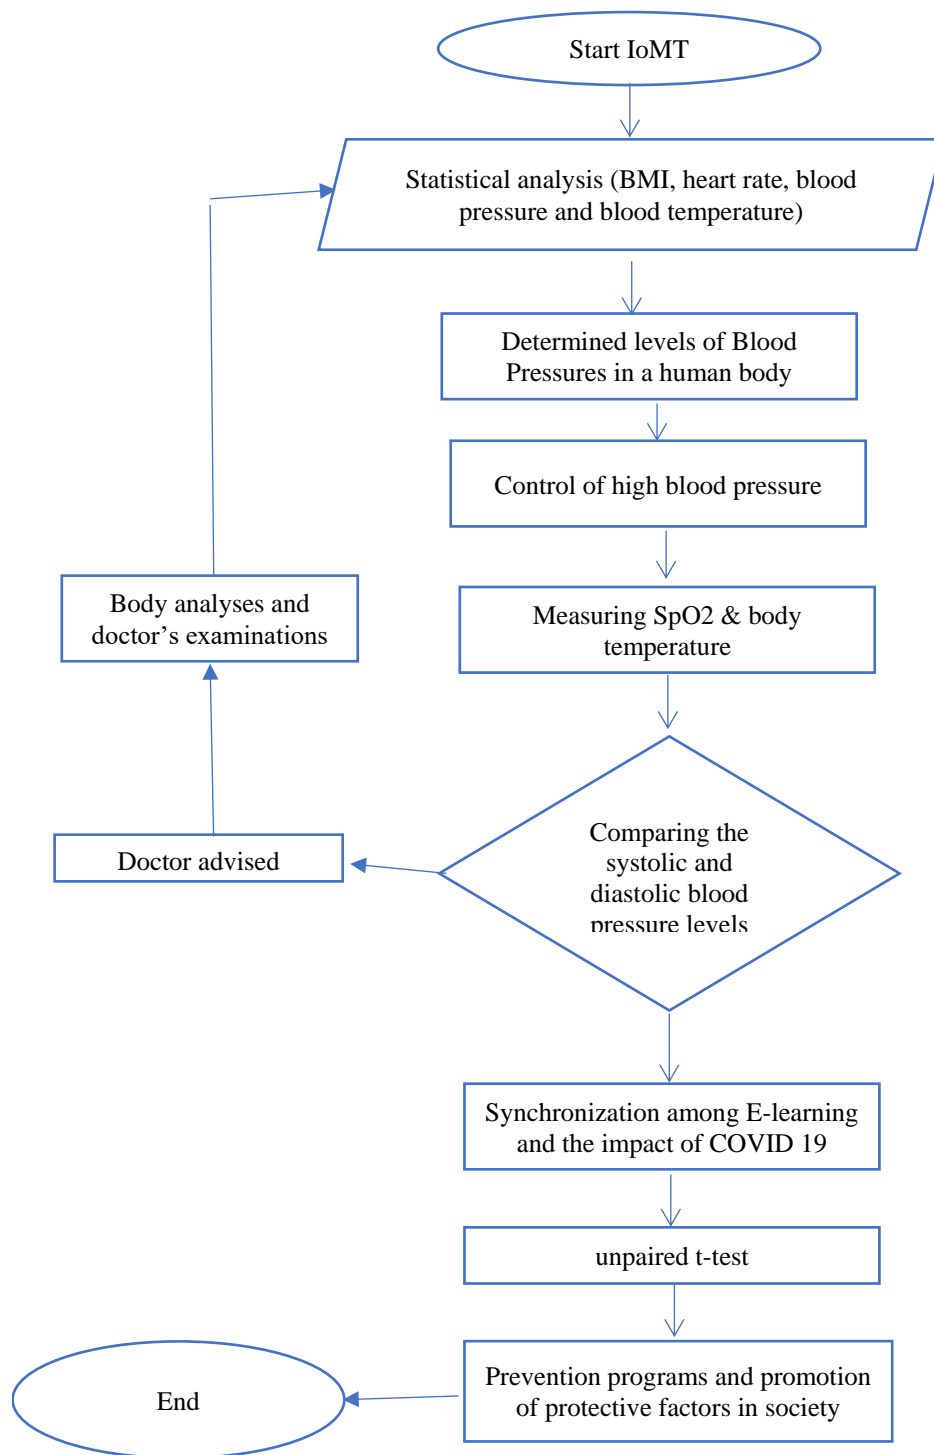 Start IoMT
Statistical analysis (BMI, heart rate, blood
pressure and blood temperature)
Determined levels of Blood
Pressures in a human body
Control of high blood pressure
Body analyses and
doctor’s examinations
Measuring SpO2 & body
temperature
Comparing the
systolic and
diastolic blood
pressure levels
Doctor advised
Synchronization among E-learning
and the impact of COVID 19
unpaired t-test
Prevention programs and promotion
of protective factors in society
End